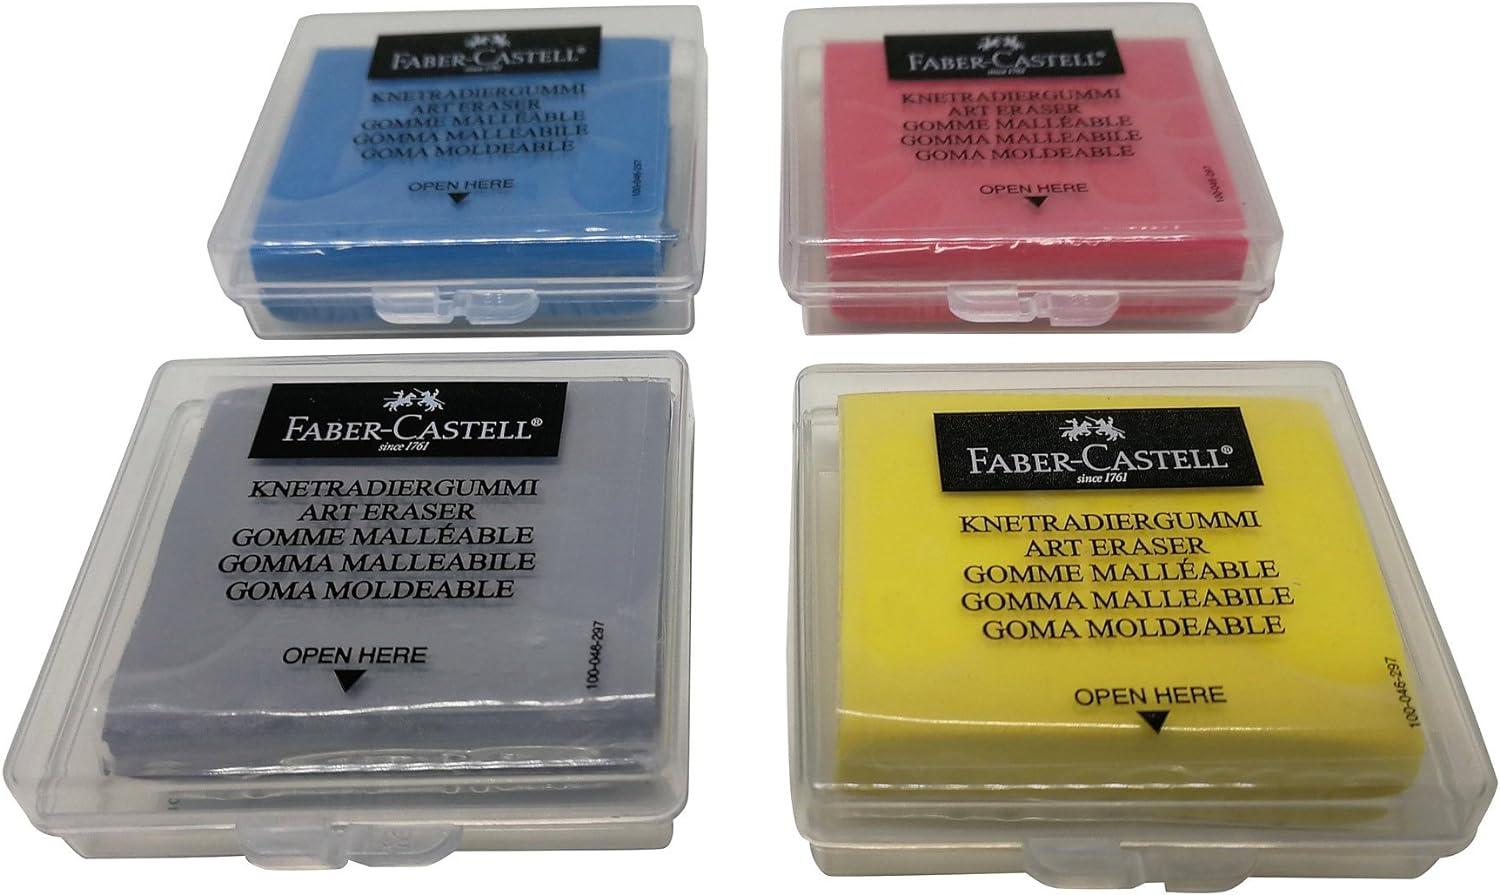 FABER-CASTELL®
since 1761
KNETRADIERGUMMI
ART ERASER
GOMME MALLÉABLE
GOMMA MALLEABILE
GOMA MOLDEABLE
OPEN HERE
100-046-297
FABER-CASTELL®
since 1761
KNETRADIERGUMMI
ART ERASER
GOMME MALLÉABLE
GOMMA MALLEABILE
GOMA MOLDEABLE
OPEN HERE
100-046-297
FABER-CASTELL®
since 1761
KNETRADIERGUMMI
ART ERASER
GOMME MALLÉABLE
GOMMA MALLEABILE
GOMA MOLDEABLE
OPEN HERE
100-046-297
FABER-CASTELL®
since 1761
KNETRADIERGUMMI
ART ERASER
GOMME MALLÉABLE
GOMMA MALLEABILE
GOMA MOLDEABLE
OPEN HERE
100-046-297